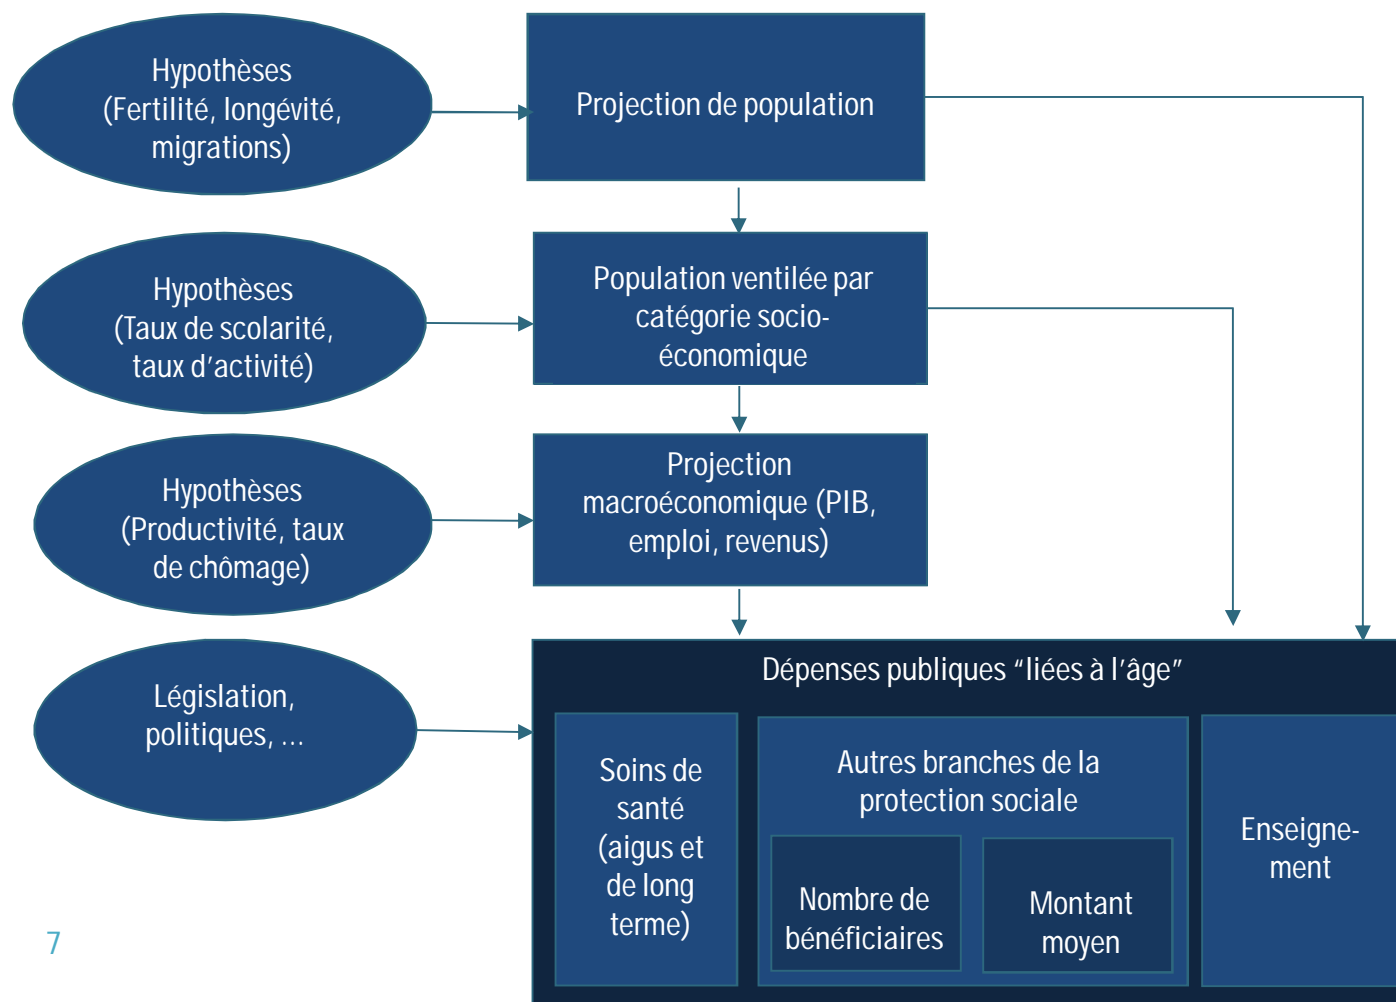 Hypothèses
(Fertilité, longévité,
migrations)
Projection de population
Hypothèses
(Taux de scolarité,
taux d'activité)
Population ventilée par
catégorie socio-
économique
Hypothèses
(Productivité, taux
de chômage)
Projection
macroéconomique (PIB,
emploi, revenus)
Législation,
politiques, ...
Dépenses publiques “liées à l'âge”
Soins de
santé
(aigus et
de long
terme)
Autres branches de la
protection sociale
Nombre de
bénéficiaires
Montant
moyen
Enseigne-
ment
7